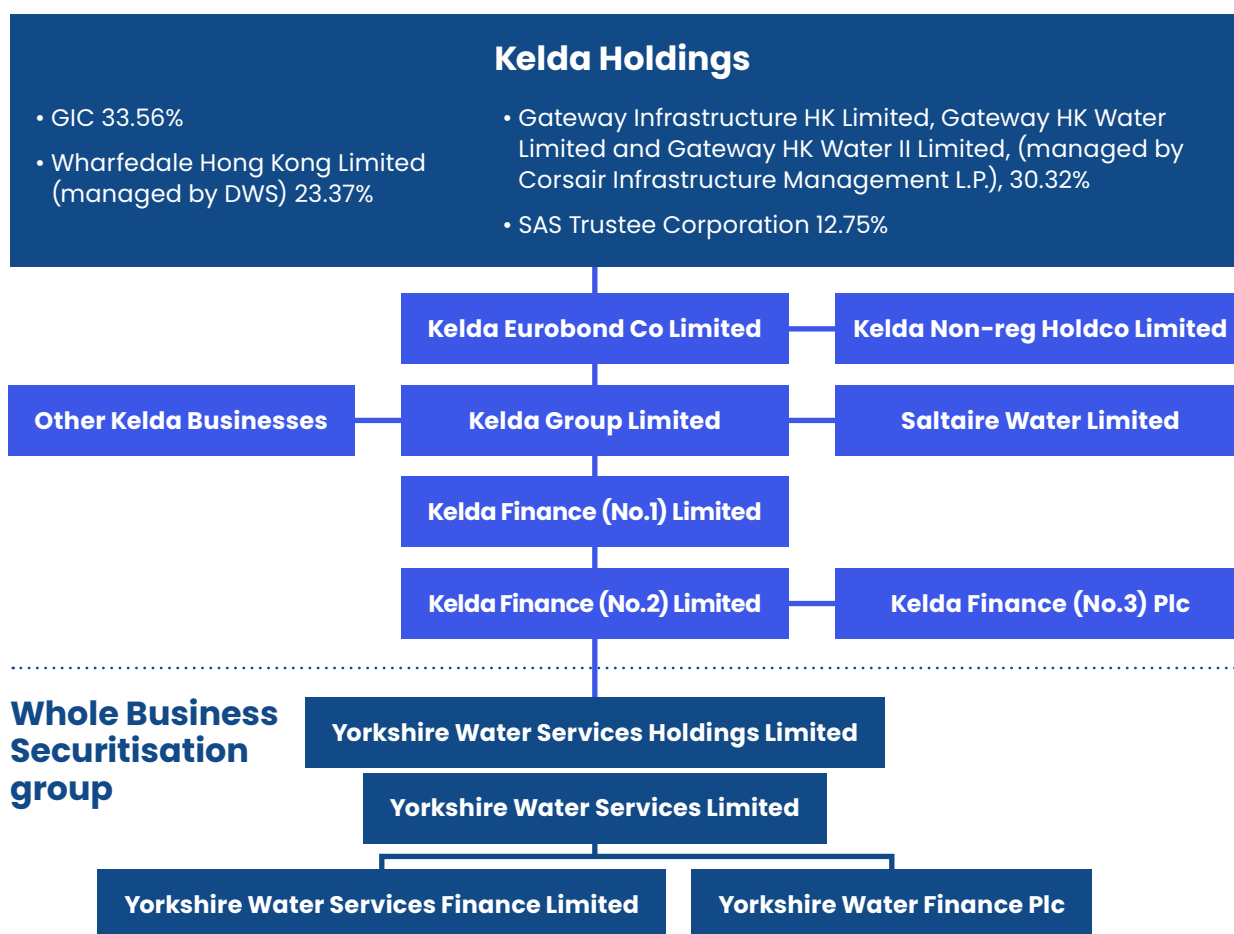 Kelda Holdings
• GIC 33.56%
• Wharfedale Hong Kong Limited
(managed by DWS) 23.37%
• Gateway Infrastructure HK Limited, Gateway HK Water
Limited and Gateway HK Water II Limited, (managed by
Corsair Infrastructure Management L.P.), 30.32%
• SAS Trustee Corporation 12.75%
Kelda Eurobond Co Limited
Kelda Non-reg Holdco Limited
Other Kelda Businesses
Kelda Group Limited
Saltaire Water Limited
Kelda Finance (No.1) Limited
Kelda Finance (No.2) Limited
Kelda Finance (No.3) Plc
Whole Business
Securitisation
group
Yorkshire Water Services Holdings Limited
Yorkshire Water Services Limited
Yorkshire Water Services Finance Limited
Yorkshire Water Finance Plc